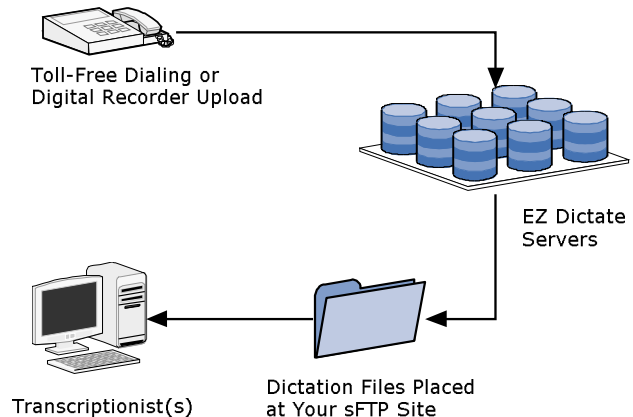 Toll-Free Dialing or
Digital Recorder Upload
EZ Dictate
Servers
Dictation Files Placed
at Your sFTP Site
Transcriptionist(s)